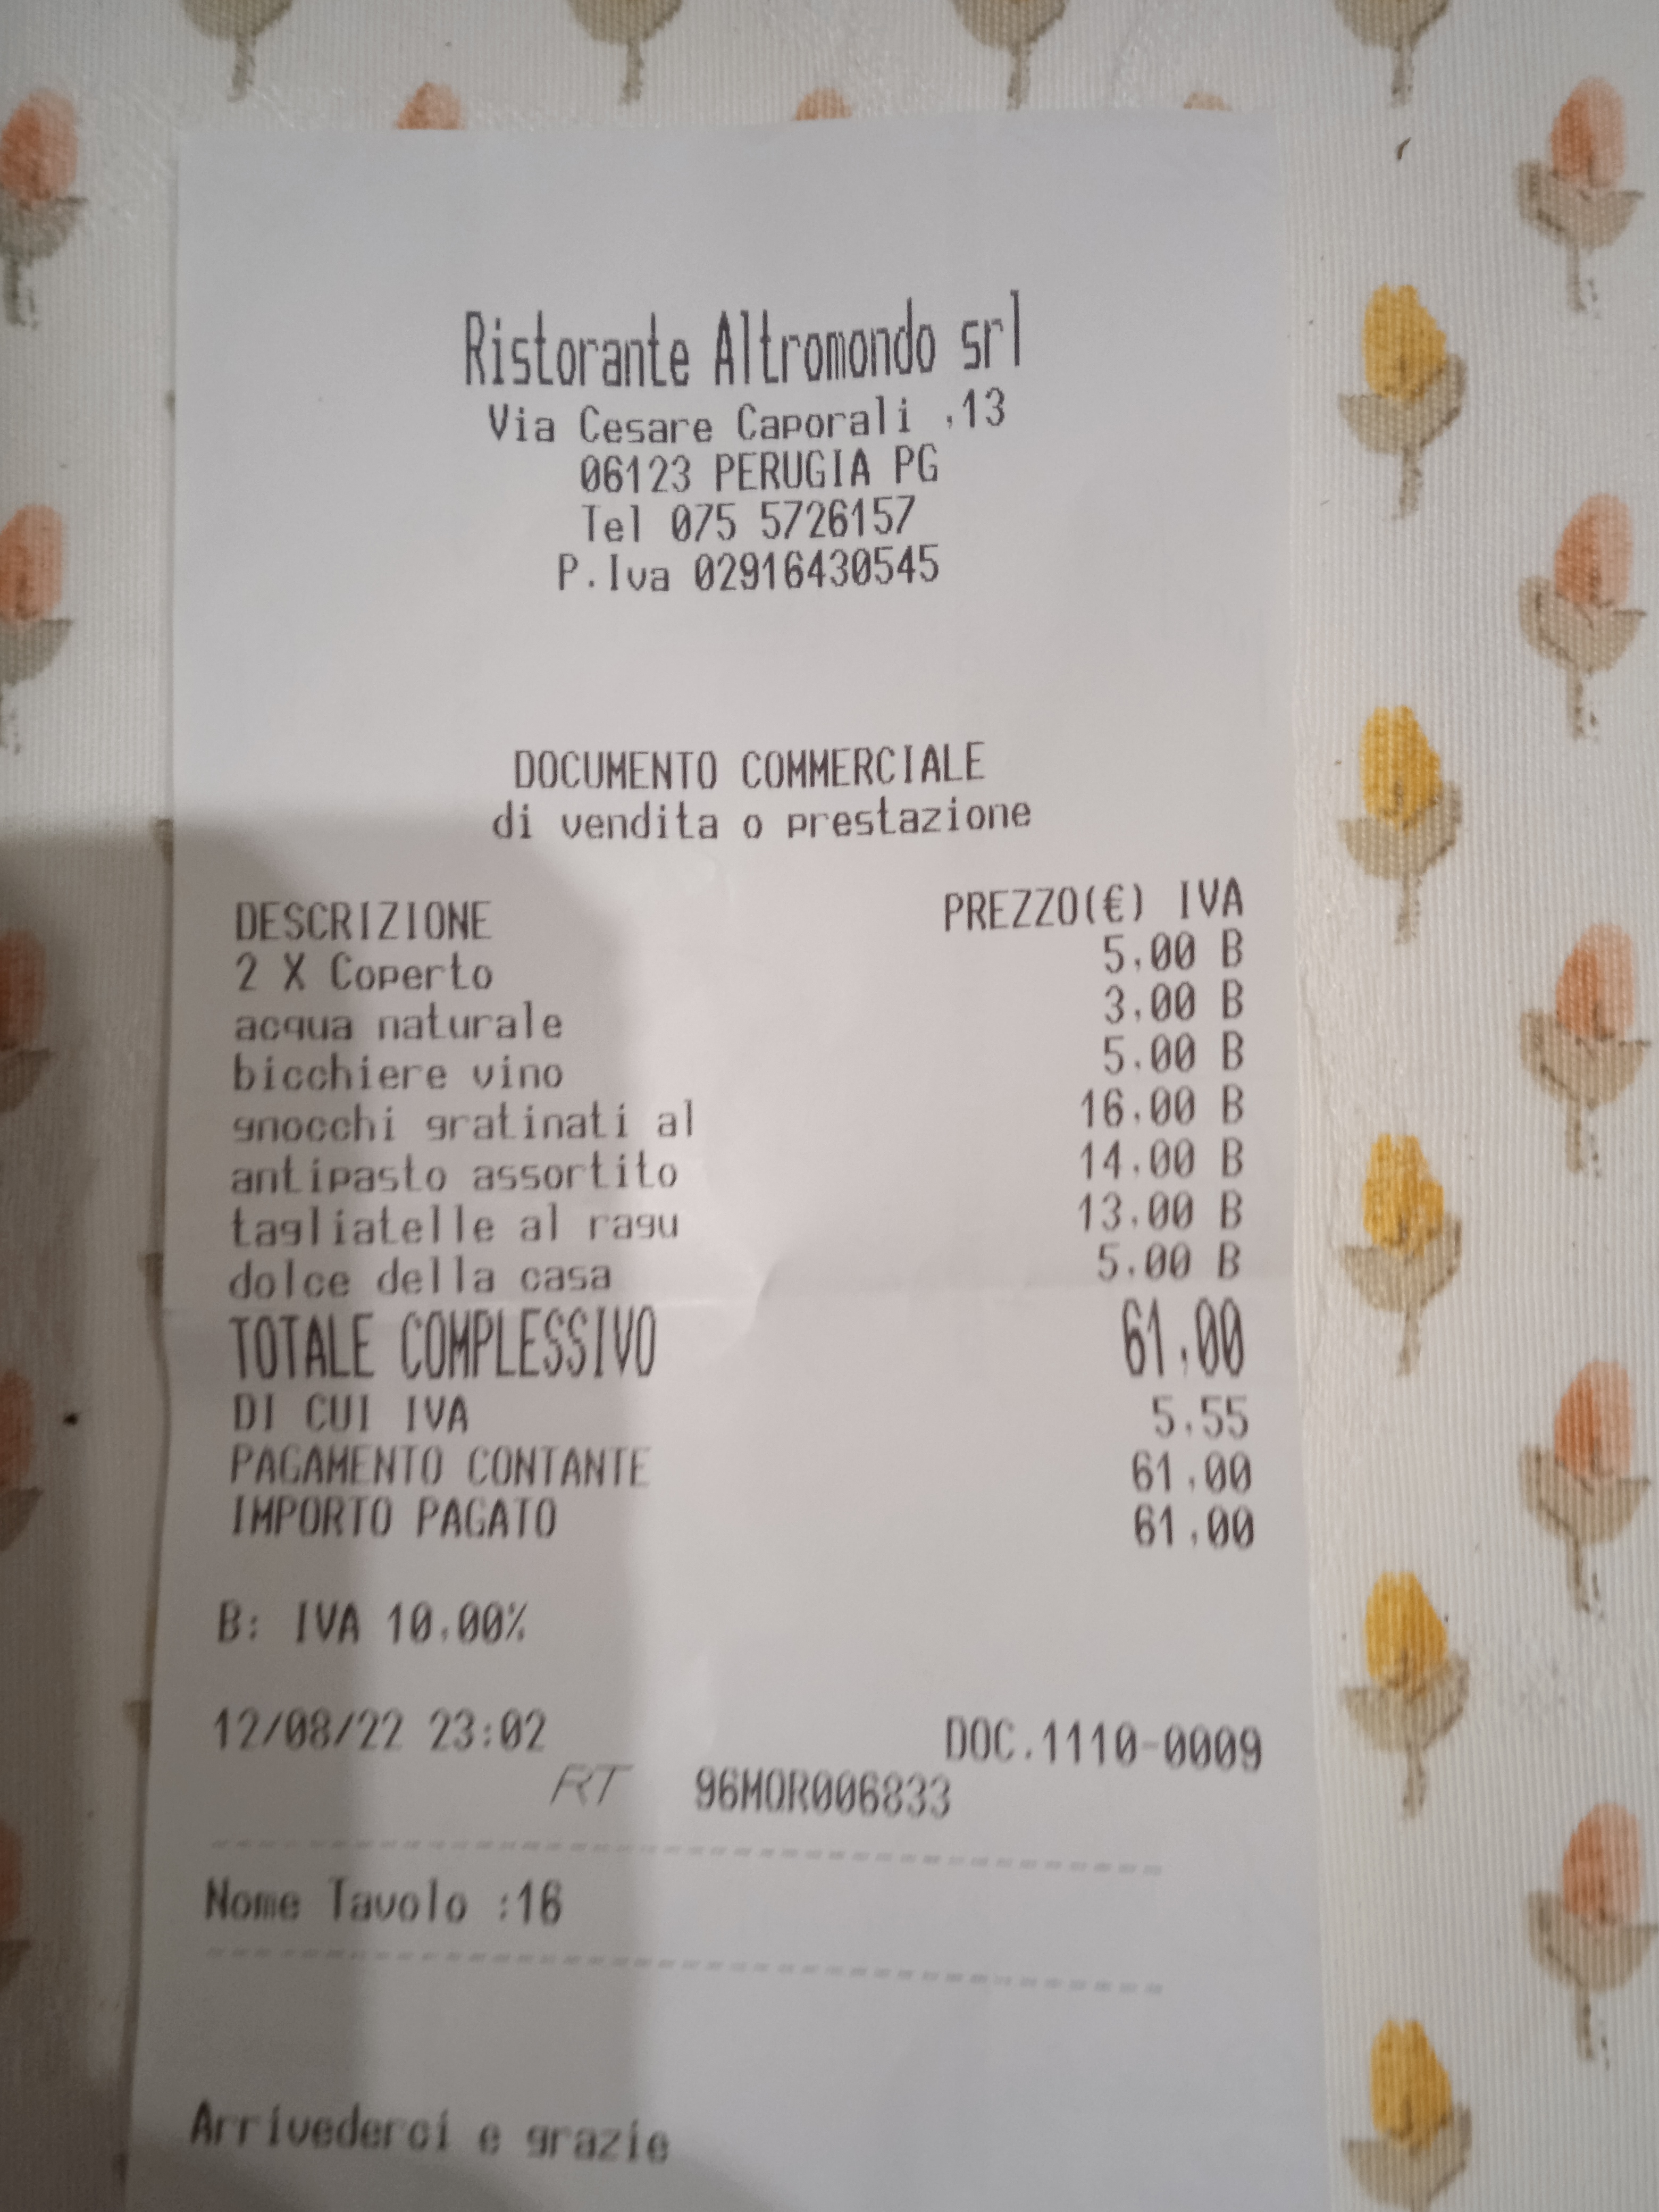 Ristorante Altromondo srl
Via Cesare Caporali ,13
06123 PERUGIA PG
Tel 075 5726157
P.Iva 02916430545
DOCUMENTO COMMERCIALE
di vendita o prestazione
DESCRIZIONE PREZZO(€) IVA
2 X Coperto 5,00 B
acqua naturale 3,00 B
bicchiere vino 5,00 B
gnocchi gratinati al 16,00 B
antipasto assortito 14,00 B
tagliatelle al ragu 13,00 B
dolce della casa 5,00 B
TOTALE COMPLESSIVO 61,00
DI CUI IVA 5,55
PAGAMENTO CONTANTE 61,00
IMPORTO PAGATO 61,00
B: IVA 10,00%
12/08/22 23:02 DOC.1110-0009
RT 96MOR006833
Nome Tavolo :16
Arrivederci e grazie